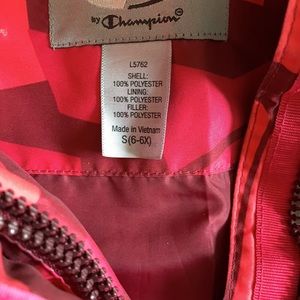 by Champion
L5762
SHELL:
100% POLYESTER
LINING:
100% POLYESTER
FILLER:
100% POLYESTER
Made in Vietnam
S(6-6X)